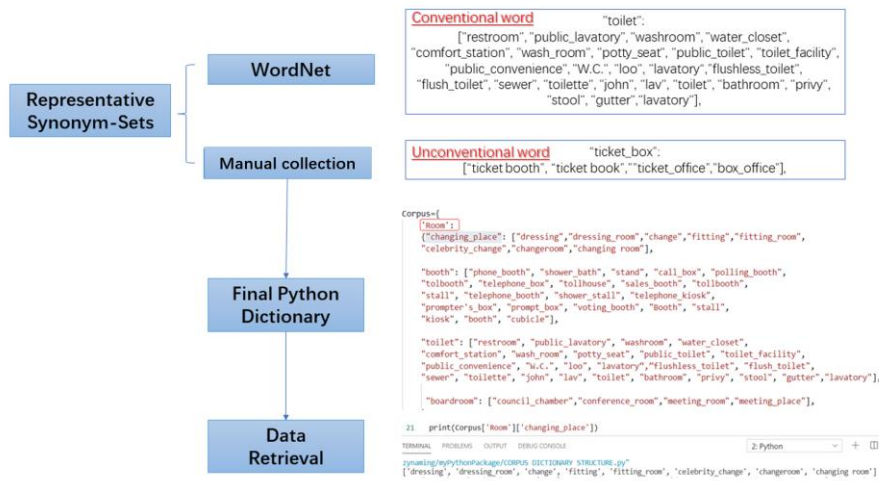 Representative
Synonym-Sets
WordNet
Manual collection
Final Python
Dictionary
Data
Retrieval
Conventional word "toilet":
["restroom", "public_lavatory", "washroom", "water_closet",
"comfort_station", "wash_room", "potty_seat", "public_toilet", "toilet_facility",
"public_convenience", "W.C.", "loo", "lavatory","flushless_toilet",
"flush_toilet", "sewer", "toilette", "john", "lav", "toilet", "bathroom", "privy",
"stool", "gutter","lavatory"],
Unconventional word "ticket_box":
["ticket booth", "ticket book",""ticket_office","box_office"],
Corpus={
'Room':
{"changing_place": ["dressing","dressing_room","change","fitting","fitting_room",
"celebrity_change","changeroom","changing room"],
"booth": ["phone_booth", "shower_bath", "stand", "call_box", "polling_booth",
"tolbooth", "telephone_box", "tollhouse", "sales_booth", "tollbooth",
"stall", "telephone_booth", "shower_stall", "telephone_kiosk",
"prompter's_box", "prompt_box", "voting_booth", "Booth", "stall",
"kiosk", "booth", "cubicle"],
"toilet": ["restroom", "public_lavatory", "washroom", "water_closet",
"comfort_station", "wash_room", "potty_seat", "public_toilet", "toilet_facility",
"public_convenience", "W.C.", "loo", "lavatory","flushless_toilet", "flush_toilet",
"sewer", "toilette", "john", "lav", "toilet", "bathroom", "privy", "stool", "gutter","lavatory"],
"boardroom": ["council_chamber","conference_room","meeting_room","meeting_place"],
21 print(Corpus['Room']['changing_place'])
TERMINAL PROBLEMS OUTPUT DEBUG CONSOLE 2: Python
zynaming/myPythonPackage/CORPUS DICTIONARY STRUCTURE.py"
['dressing', 'dressing_room', 'change', 'fitting', 'fitting_room', 'celebrity_change', 'changeroom', 'changing room']